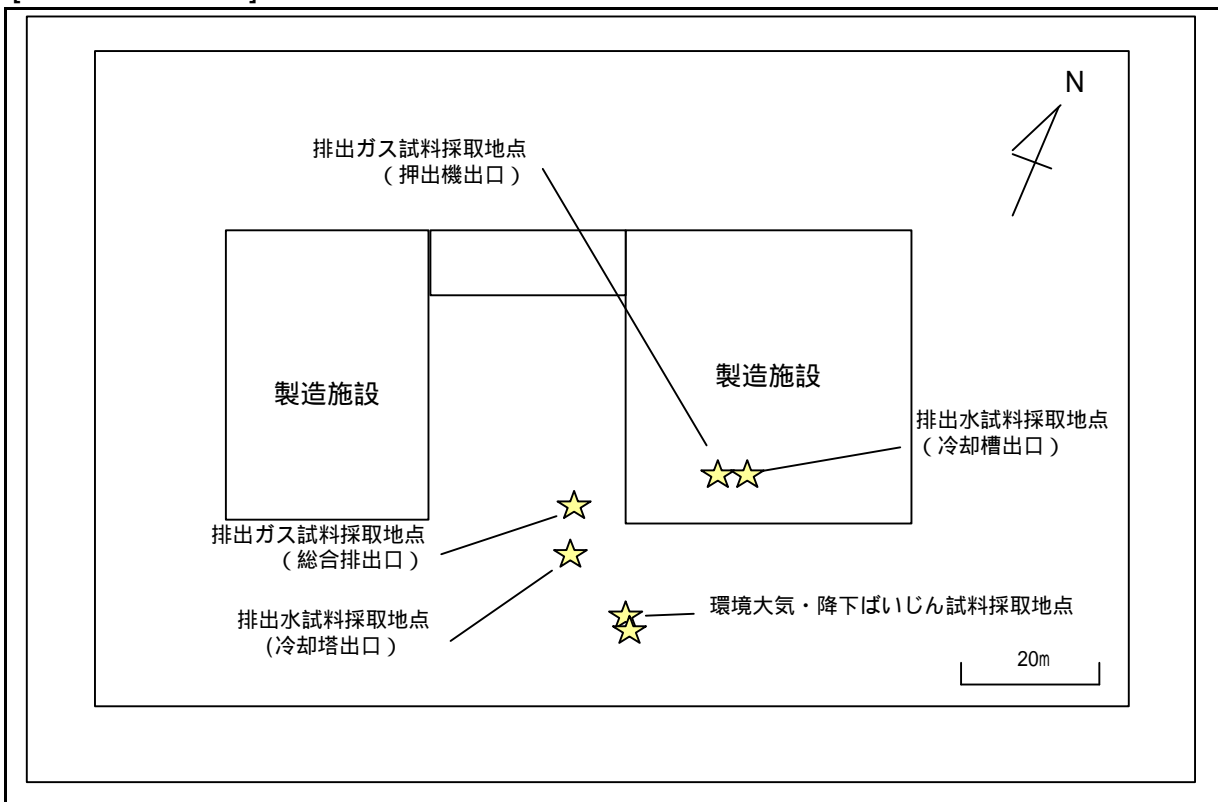 N
排出ガス試料採取地点
（押出機出口）
製造施設
製造施設
排出水試料採取地点
（冷却槽出口）
排出ガス試料採取地点
（総合排出口）
環境大気・降下ばいじん試料採取地点
排出水試料採取地点
(冷却塔出口）
20m